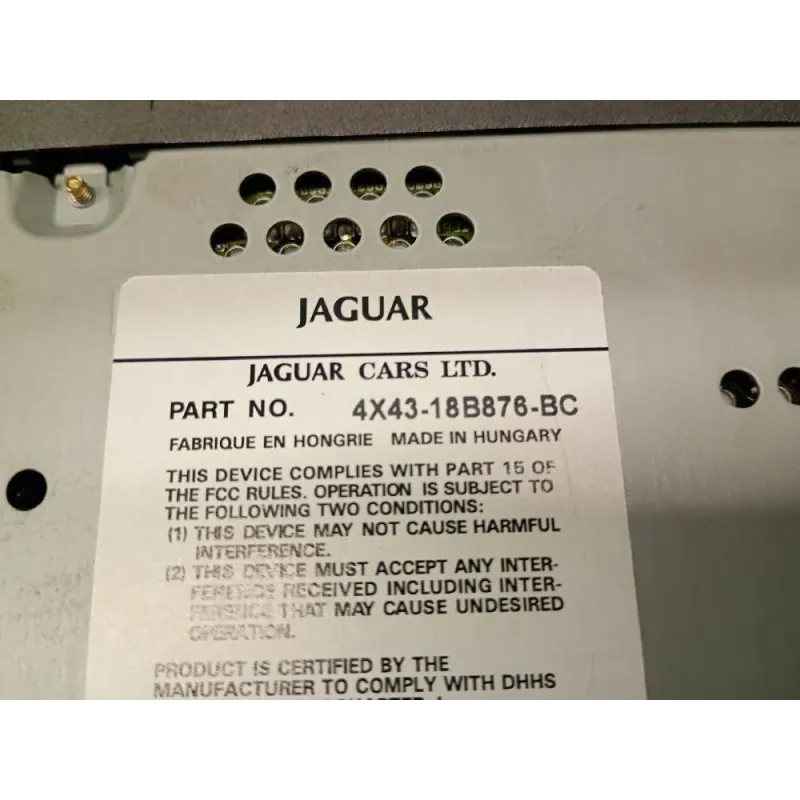 JAGUAR
JAGUAR CARS LTD.
PART NO. 4X43-18B876-BC
FABRIQUE EN HONGRIE MADE IN HUNGARY
THIS DEVICE COMPLIES WITH PART 15 OF
THE FCC RULES. OPERATION IS SUBJECT TO
THE FOLLOWING TWO CONDITIONS:
(1) THIS DEVICE MAY NOT CAUSE HARMFUL
INTERFERENCE.
(2) THIS DEVICE MUST ACCEPT ANY INTER-
FERENCE RECEIVED INCLUDING INTER-
FERENCE THAT MAY CAUSE UNDESIRED
OPERATION.
PRODUCT IS CERTIFIED BY THE
MANUFACTURER TO COMPLY WITH DHHS